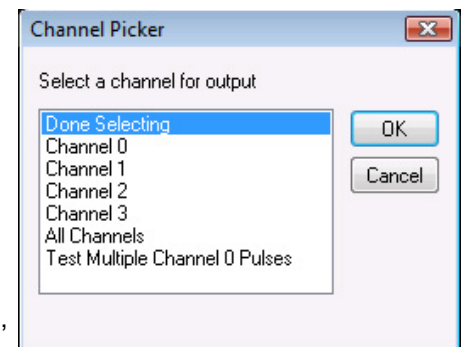 Channel Picker
Select a channel for output
Done Selecting
Channel 0
Channel 1
Channel 2
Channel 3
All Channels
Test Multiple Channel 0 Pulses
OK
Cancel
,